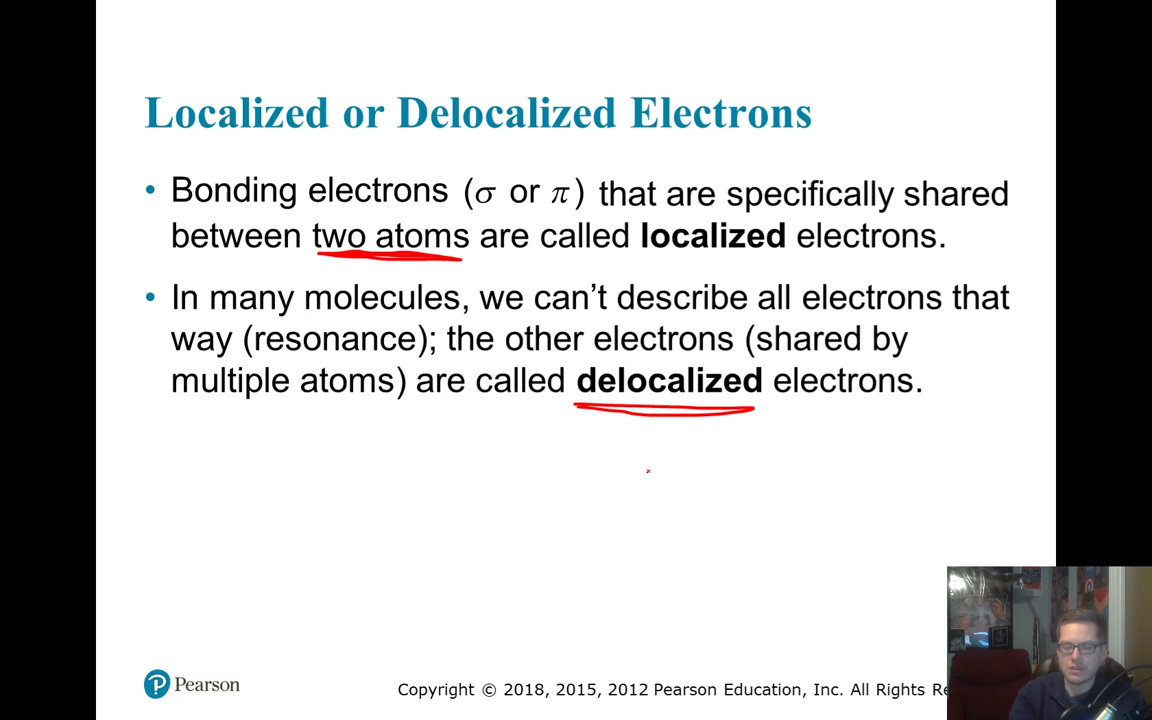 Localized or Delocalized Electrons
• Bonding electrons (σ or π) that are specifically shared
between two atoms are called localized electrons.
• In many molecules, we can’t describe all electrons that
way (resonance); the other electrons (shared by
multiple atoms) are called delocalized electrons.
P Pearson
Copyright © 2018, 2015, 2012 Pearson Education, Inc. All Rights